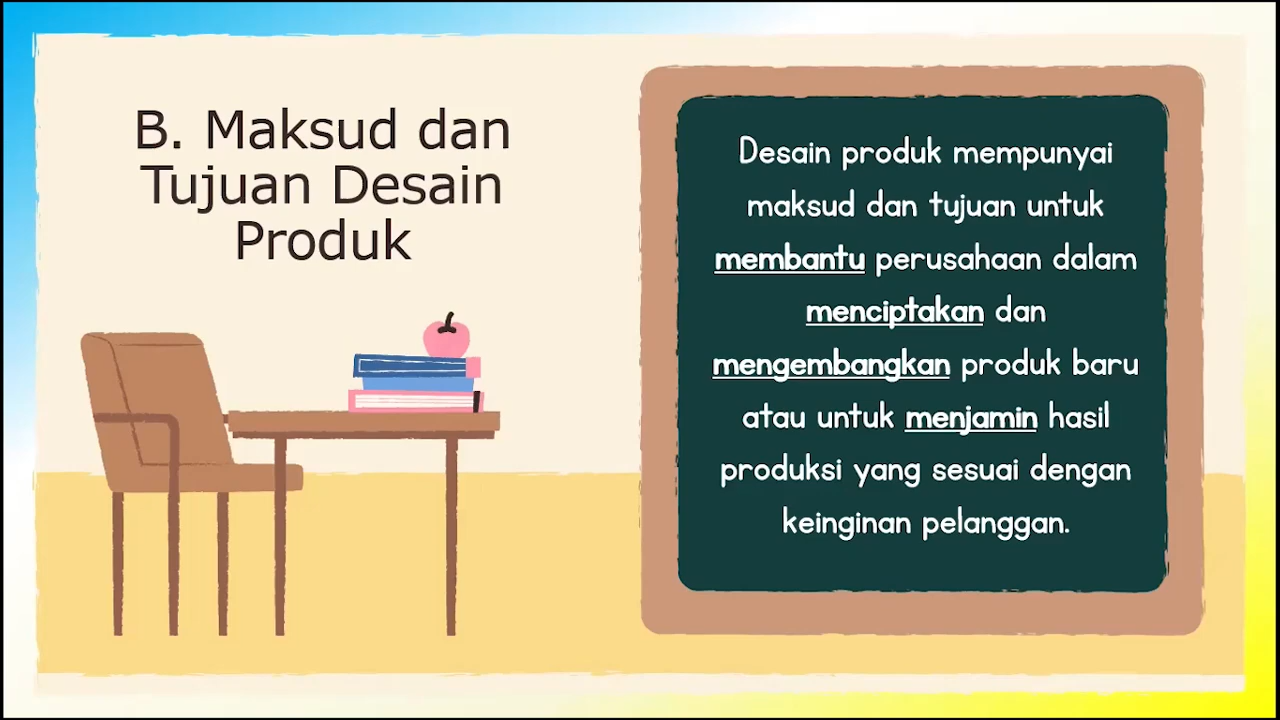 B. Maksud dan
Tujuan Desain
Produk
Desain produk mempunyai
maksud dan tujuan untuk
membantu perusahaan dalam
menciptakan dan
mengembangkan produk baru
atau untuk menjamin hasil
produksi yang sesuai dengan
keinginan pelanggan.